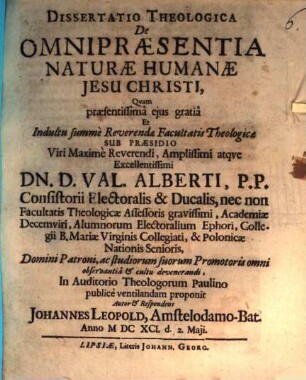 DISSERTATIO THEOLOGICA
De
OMNIPRÆSENTIA
NATURÆ HUMANÆ
JESU CHRISTI,
Qvam
præsentissimâ ejus gratiâ
Et
Indultu summè Reverendæ Facultatis Theologicæ
SUB PRÆSIDIO
Viri Maximè Reverendi, Amplissimi atqve
Excellentissimi
DN. D. VAL. ALBERTI, P.P.
Consistorii Electoralis & Ducalis, nec non
Facultatis Theologicæ Assessoris gravissimi, Academiæ
Decemviri, Alumnorum Electoralium Ephori, Colle-
gii B. Mariæ Virginis Collegiati, & Polonicæ
Nationis Senioris,
Domini Patroni, ac studiorum suorum Promotoris omni
observantiâ & cultu devenerandi,
In Auditorio Theologorum Paulino
publicè ventilandam proponit
Autor & Respondens
JOHANNES LEOPOLD, Amstelodamo-Bat.
Anno M DC XCI. d. 2. Maji.
LIPSIÆ, Literis JOHANN. GEORG.